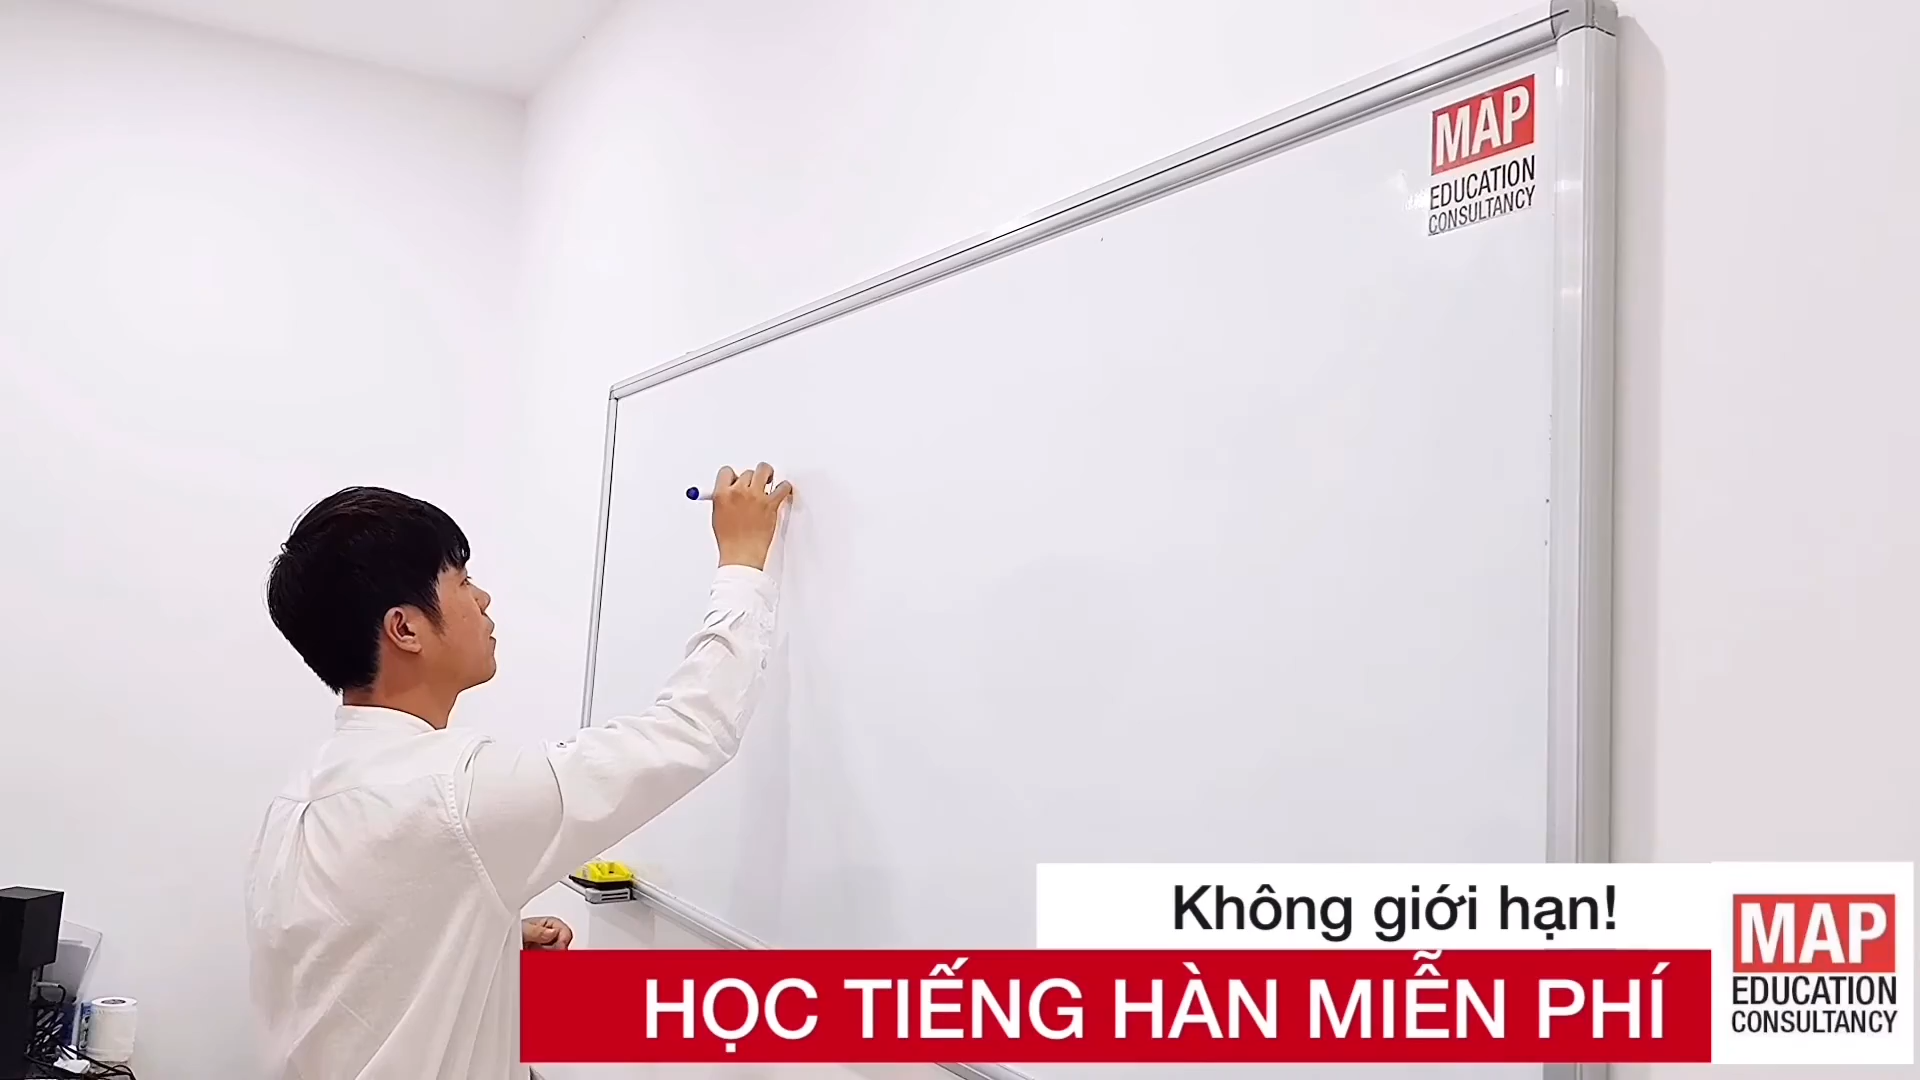 MAP
EDUCATION
CONSULTANCY
Không giới hạn!
HỌC TIẾNG HÀN MIỄN PHÍ
MAP
EDUCATION
CONSULTANCY